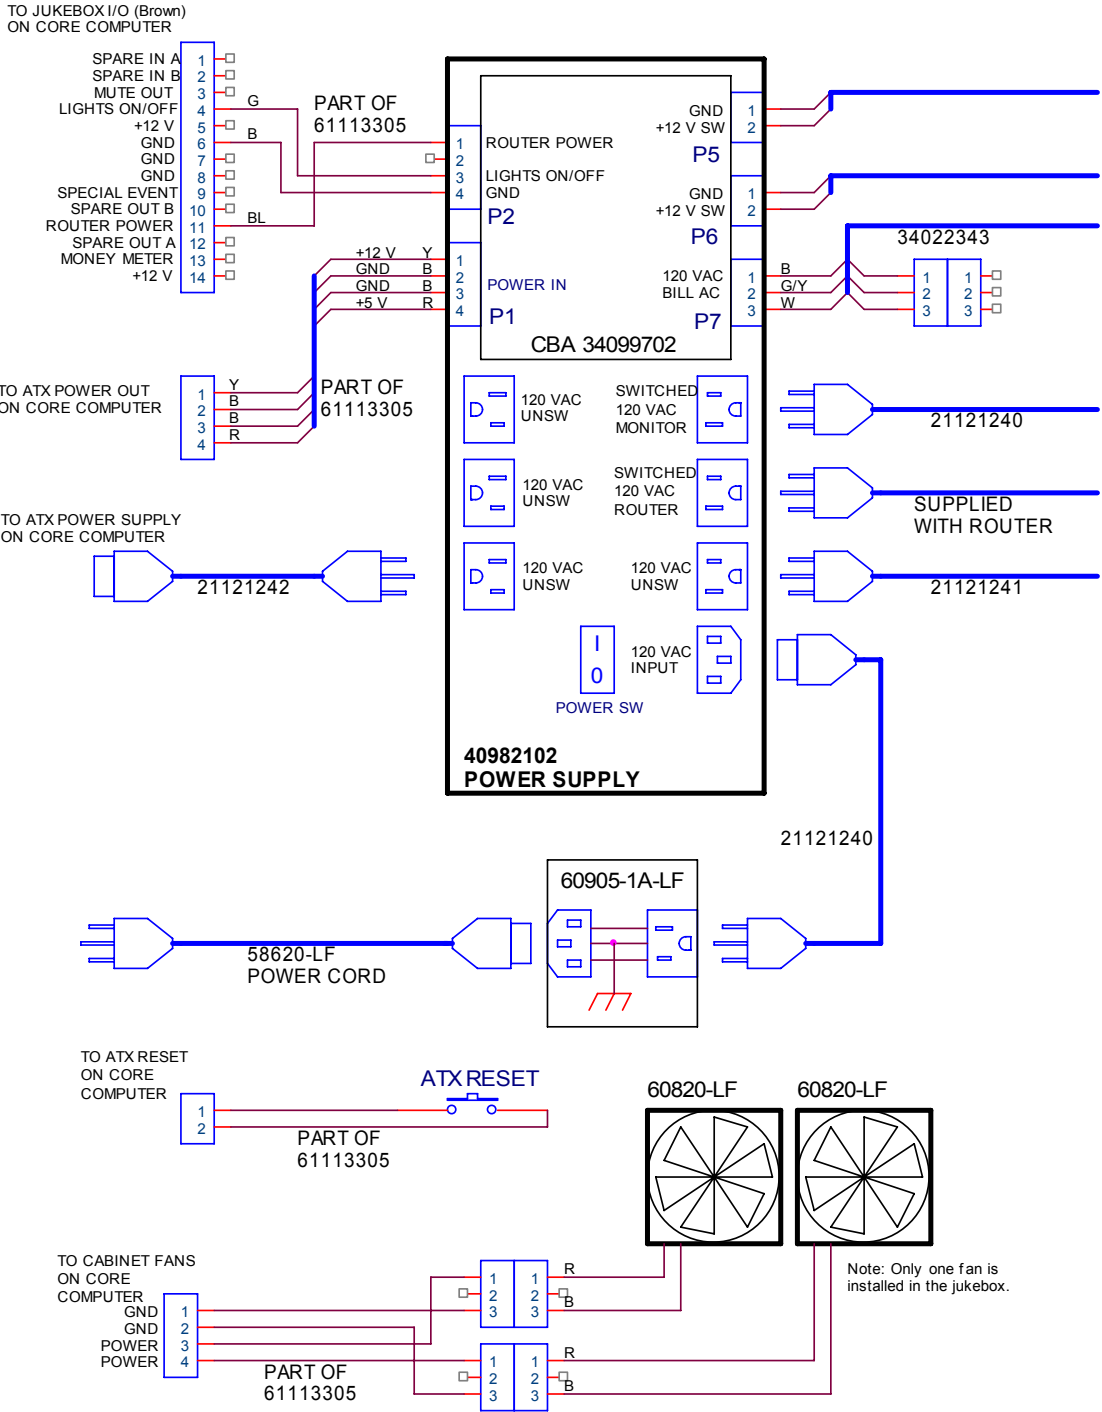 TO JUKEBOX I/O (Brown)
ON CORE COMPUTER
SPARE IN A 1
SPARE IN B 2
MUTE OUT 3
LIGHTS ON/OFF 4 G
+12 V 5
GND 6 B
GND 7
GND 8
SPECIAL EVENT 9
SPARE OUT B 10
ROUTER POWER 11 BL
SPARE OUT A 12
MONEY METER 13
+12 V 14
PART OF
61113305
1 ROUTER POWER
2
3 LIGHTS ON/OFF
4 GND
P2
+12 V Y 1
GND B 2 POWER IN
GND B 3
+5 V R 4
P1
GND 1
+12 V SW 2
P5
GND 1
+12 V SW 2
P6
120 VAC 1 B
BILL AC 2 G/Y
3 W
P7
34022343
1 1
2 2
3 3
CBA 34099702
TO ATX POWER OUT
ON CORE COMPUTER
1 Y
2 B
3 B
4 R
PART OF
61113305
120 VAC
UNSW
SWITCHED
120 VAC
MONITOR
21121240
120 VAC
UNSW
SWITCHED
120 VAC
ROUTER
SUPPLIED
WITH ROUTER
TO ATX POWER SUPPLY
ON CORE COMPUTER
21121242
120 VAC
UNSW
120 VAC
UNSW
21121241
I
0
POWER SW
120 VAC
INPUT
40982102
POWER SUPPLY
21121240
60905-1A-LF
58620-LF
POWER CORD
TO ATX RESET
ON CORE
COMPUTER
1
2
ATX RESET
PART OF
61113305
60820-LF
60820-LF
Note: Only one fan is
installed in the jukebox.
TO CABINET FANS
ON CORE
COMPUTER
GND 1
GND 2
POWER 3
POWER 4
PART OF
61113305
1 1 R
2 2
3 3 B
1 1 R
2 2
3 3 B